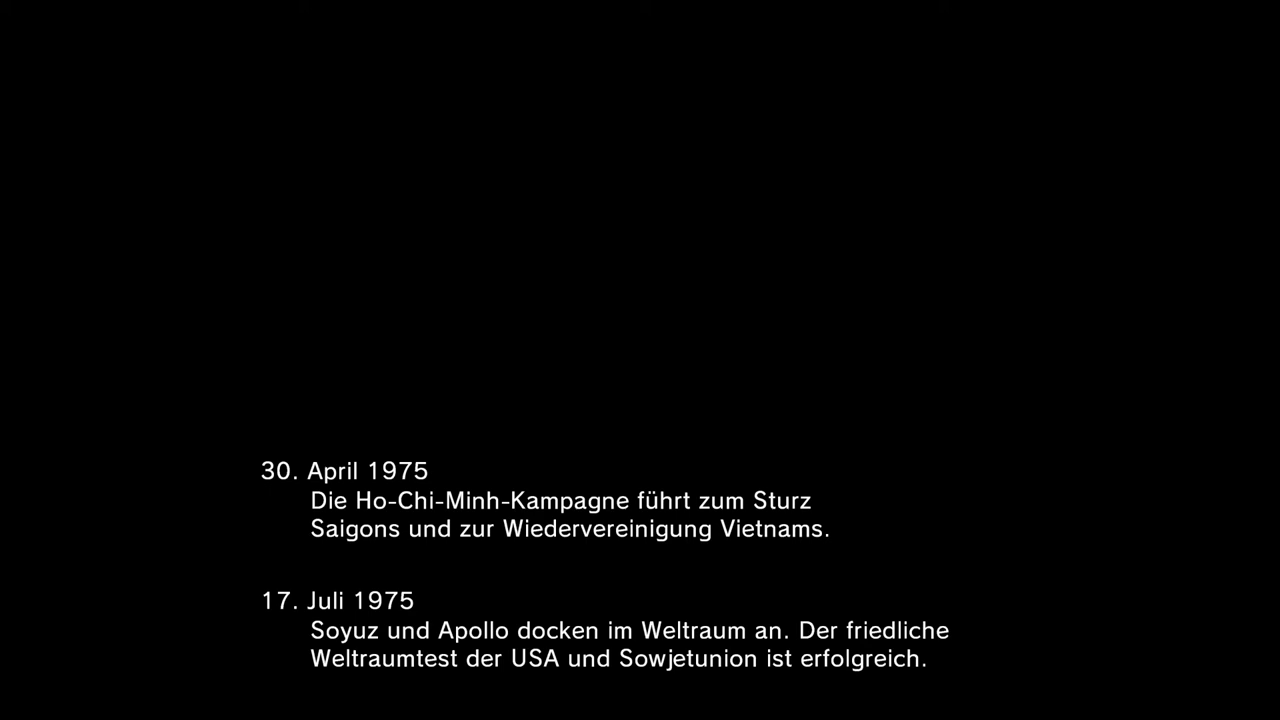 30. April 1975
Die Ho-Chi-Minh-Kampagne führt zum Sturz
Saigons und zur Wiedervereinigung Vietnams.
17. Juli 1975
Soyuz und Apollo docken im Weltraum an. Der friedliche
Weltraumtest der USA und Sowjetunion ist erfolgreich.